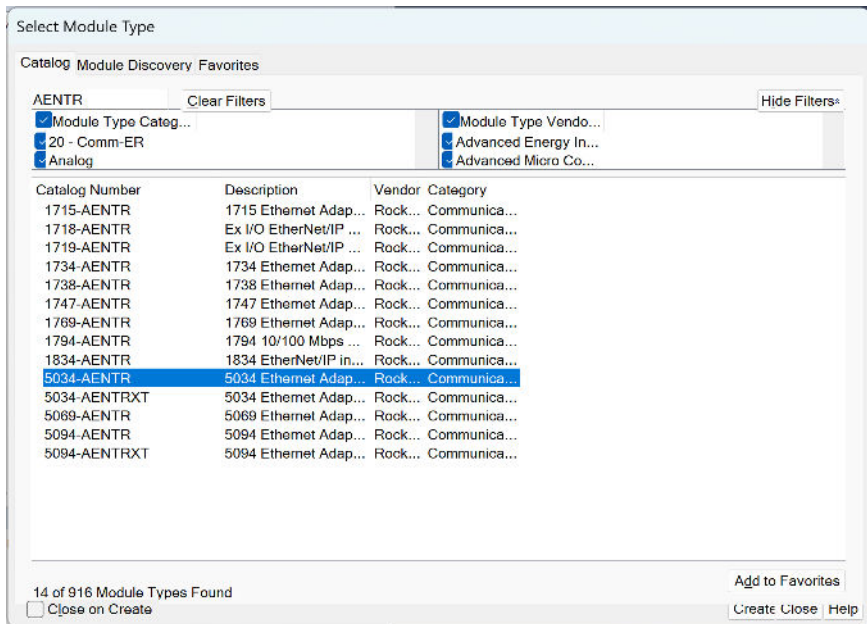 Select Module Type
Catalog Module Discovery Favorites
AENTR Clear Filters Hide Filters
Module Type Categ... Module Type Vendo...
20 - Comm-ER Advanced Energy In...
Analog Advanced Micro Co...
Catalog Number Description Vendor Category
1715-AENTR 1715 Ethernet Adap... Rock... Communica...
1718-AENTR Ex I/O EtherNet/IP ... Rock... Communica...
1719-AENTR Ex I/O EtherNet/IP ... Rock... Communica...
1734-AENTR 1734 Ethernet Adap... Rock... Communica...
1738-AENTR 1738 Ethernet Adap... Rock... Communica...
1747-AENTR 1747 Ethernet Adap... Rock... Communica...
1769-AENTR 1769 Ethernet Adap... Rock... Communica...
1794-AENTR 1794 10/100 Mbps ... Rock... Communica...
1834-AENTR 1834 EtherNet/IP in... Rock... Communica...
5034-AENTR 5034 Ethernet Adap... Rock... Communica...
5034-AENTRXT 5034 Ethernet Adap... Rock... Communica...
5069-AENTR 5069 Ethernet Adap... Rock... Communica...
5094-AENTR 5094 Ethernet Adap... Rock... Communica...
5094-AENTRXT 5094 Ethernet Adap... Rock... Communica...
14 of 916 Module Types Found Add to Favorites
Close on Create Create Close Help